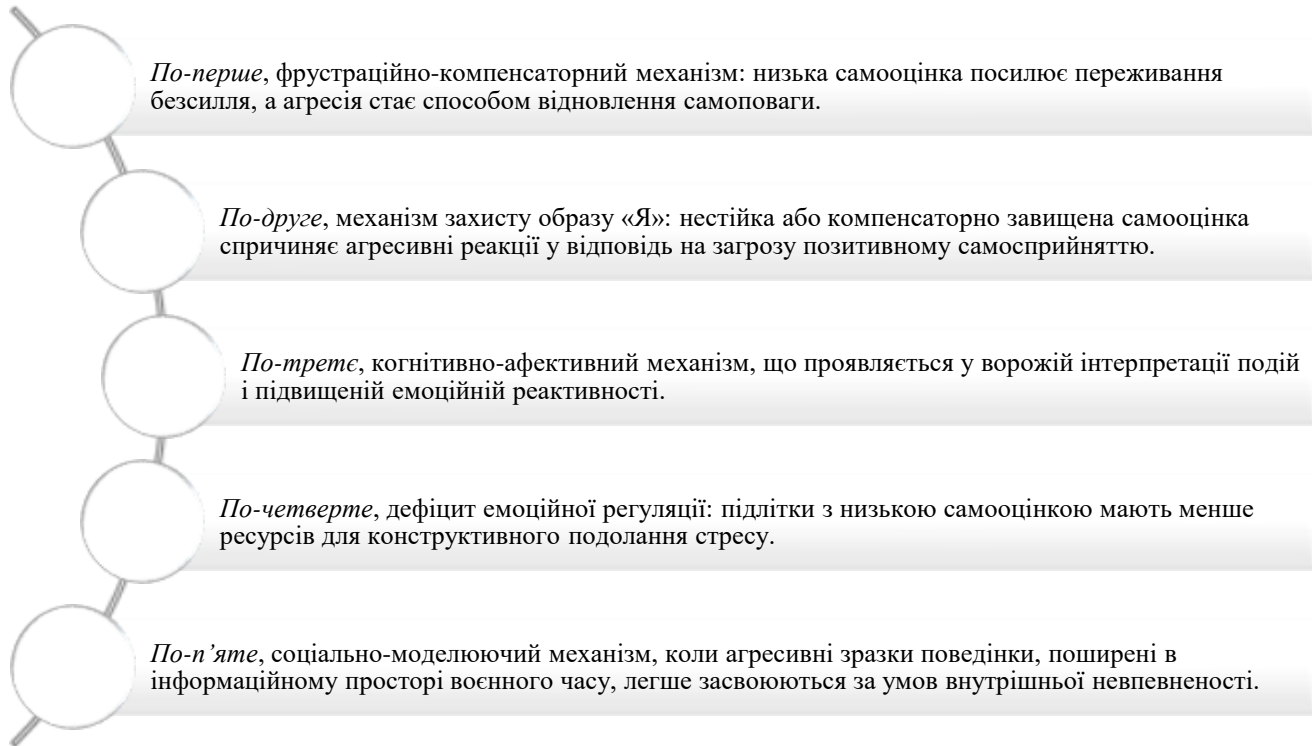 По-перше, фрустраційно-компенсаторний механізм: низька самооцінка посилює переживання
безсилля, а агресія стає способом відновлення самоповаги.
По-друге, механізм захисту образу «Я»: нестійка або компенсаторно завищена самооцінка
спричиняє агресивні реакції у відповідь на загрозу позитивному самосприйняттю.
По-третє, когнітивно-афективний механізм, що проявляється у ворожій інтерпретації подій
і підвищеній емоційній реактивності.
По-четверте, дефіцит емоційної регуляції: підлітки з низькою самооцінкою мають менше
ресурсів для конструктивного подолання стресу.
По-п’яте, соціально-моделюючий механізм, коли агресивні зразки поведінки, поширені в
інформаційному просторі воєнного часу, легше засвоюються за умов внутрішньої невпевненості.